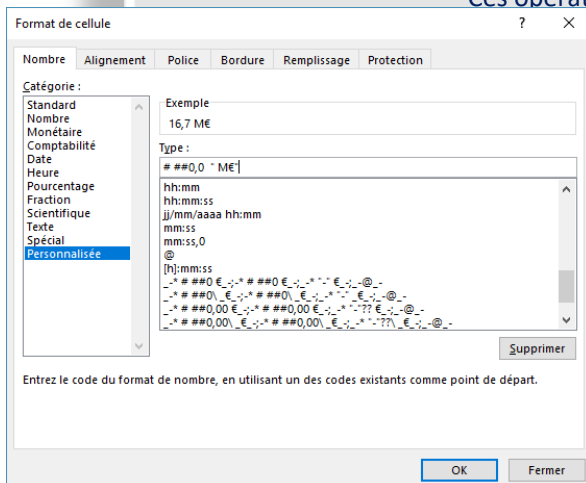 Ces opérat
Format de cellule ? ×
Nombre Alignement Police Bordure Remplissage Protection
Catégorie :
Standard
Nombre
Monétaire
Comptabilité
Date
Heure
Pourcentage
Fraction
Scientifique
Texte
Spécial
Personnalisée
Exemple
16,7 M€
Type :
# ##0,0  " M€"
hh:mm
hh:mm:ss
jj/mm/aaaa hh:mm
mm:ss
mm:ss,0
@
[h]:mm:ss
_-* # ##0 €_-;-* # ##0 €_-;_-* "-" €_-;_-@_-
_-* # ##0\ _€_-;-* # ##0\ _€_-;_-* "-"\ _€_-;_-@_-
_-* # ##0,00 €_-;-* # ##0,00 €_-;_-* "-"?? €_-;_-@_-
_-* # ##0,00\ _€_-;-* # ##0,00\ _€_-;_-* "-"??\ _€_-;_-@_-
Supprimer
Entrez le code du format de nombre, en utilisant un des codes existants comme point de départ.
OK Fermer